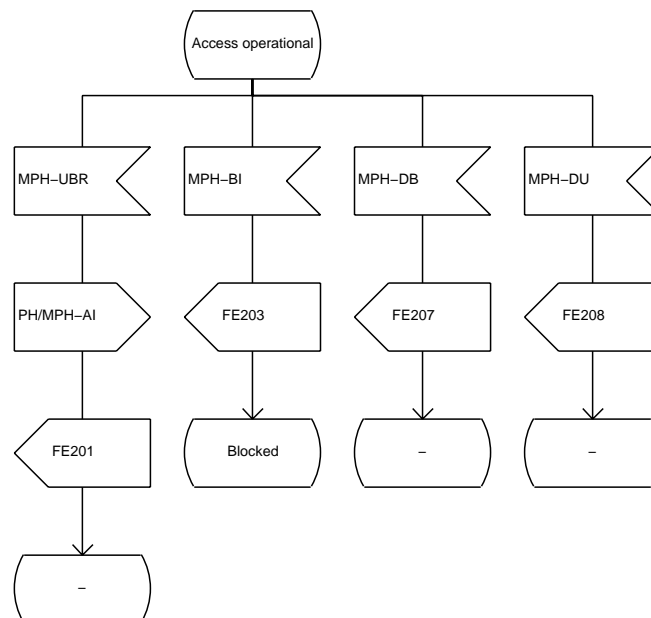 Access operational
MPH−UBR
MPH−BI
MPH−DB
MPH−DU
PH/MPH−AI
FE203
FE207
FE208
FE201
Blocked
−
−
−